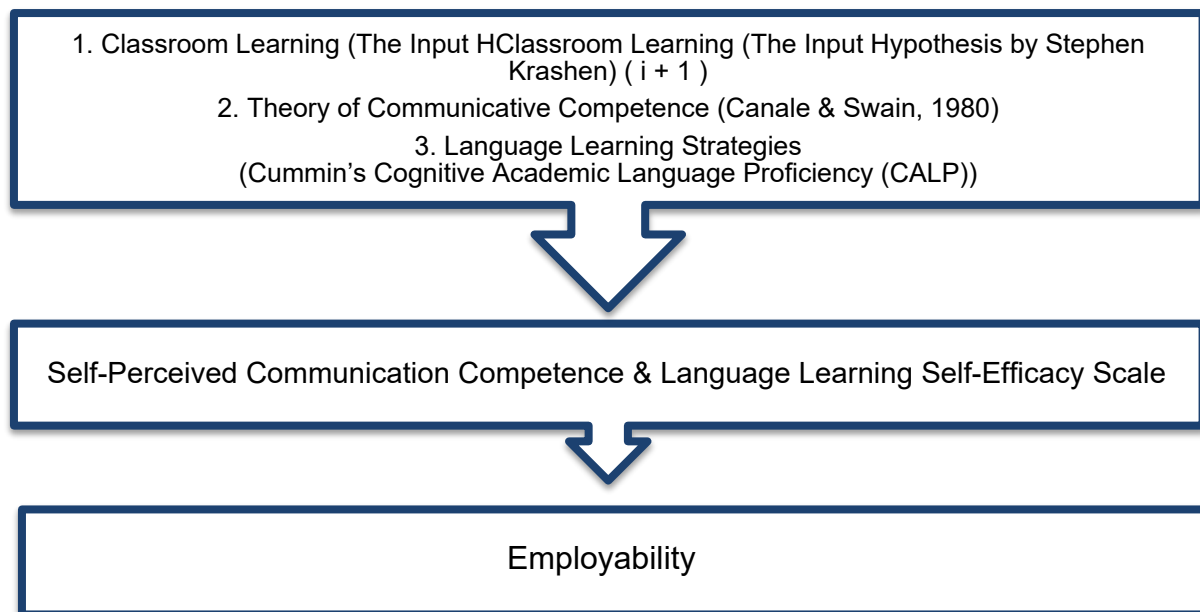 1. Classroom Learning (The Input HClassroom Learning (The Input Hypothesis by Stephen
Krashen) ( i + 1 )
2. Theory of Communicative Competence (Canale & Swain, 1980)
3. Language Learning Strategies
(Cummin’s Cognitive Academic Language Proficiency (CALP))
Self-Perceived Communication Competence & Language Learning Self-Efficacy Scale
Employability